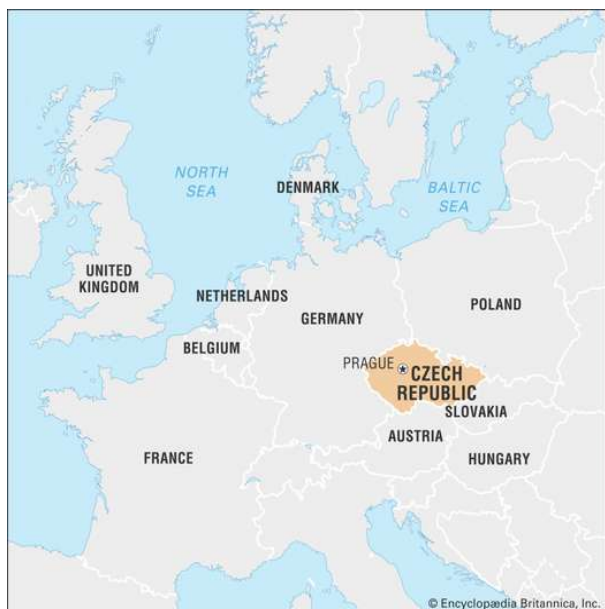 NORTH
SEA
DENMARK
BALTIC
SEA
UNITED
KINGDOM
NETHERLANDS
GERMANY
POLAND
BELGIUM
PRAGUE
CZECH
REPUBLIC
SLOVAKIA
AUSTRIA
FRANCE
HUNGARY
© Encyclopædia Britannica, Inc.